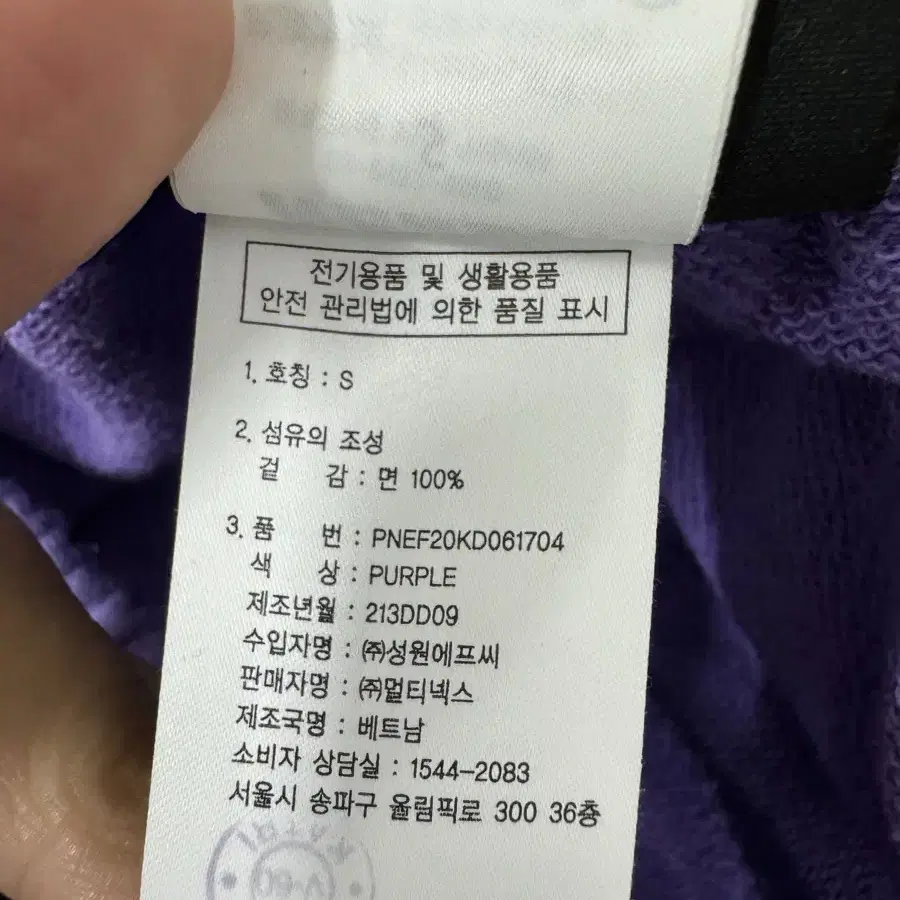 전기용품 및 생활용품
안전 관리법에 의한 품질 표시
1. 호칭 : S
2. 섬유의 조성
겉 감 : 면 100%
3. 품 번 : PNEF20KD061704
색 상 : PURPLE
제조년월 : 213DD09
수입자명 : ㈜성원에프씨
판매자명 : ㈜멀티넥스
제조국명 : 베트남
소비자 상담실 : 1544-2083
서울시 송파구 올림픽로 300 36층